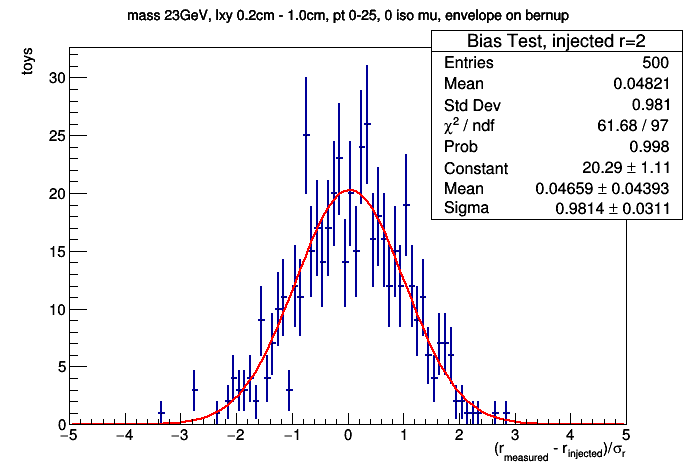 mass 23GeV, lxy 0.2cm - 1.0cm, pt 0-25, 0 iso mu, envelope on bernup
Bias Test, injected r=2
Entries 500
Mean 0.04821
Std Dev 0.981
χ² / ndf 61.68 / 97
Prob 0.998
Constant 20.29 ± 1.11
Mean 0.04659 ± 0.04393
Sigma 0.9814 ± 0.0311
toys
30
25
20
15
10
5
0
−5 −4 −3 −2 −1 0 1 2 3 4 5
(r_measured - r_injected)/σ_r